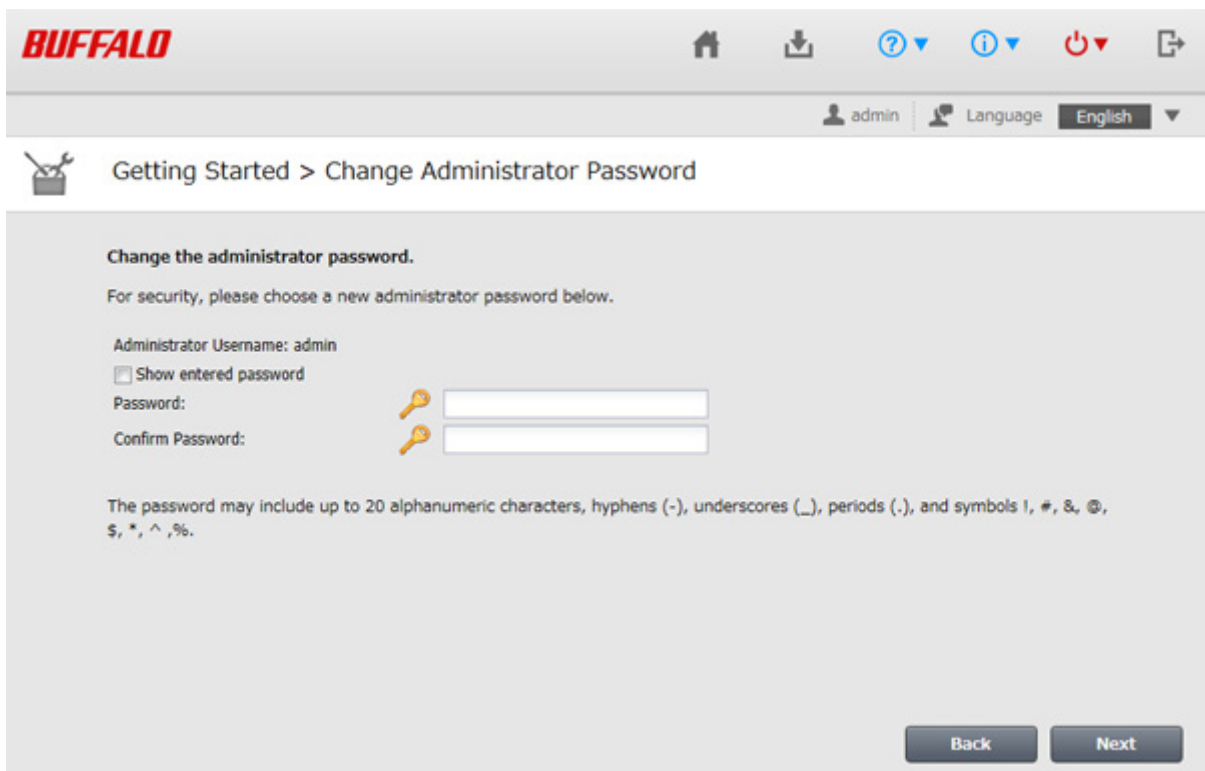 BUFFALO
admin Language English
Getting Started > Change Administrator Password
Change the administrator password.
For security, please choose a new administrator password below.
Administrator Username: admin
Show entered password
Password:
Confirm Password:
The password may include up to 20 alphanumeric characters, hyphens (-), underscores (_), periods (.), and symbols !, #, &, @,
$, *, ^ ,%.
Back Next